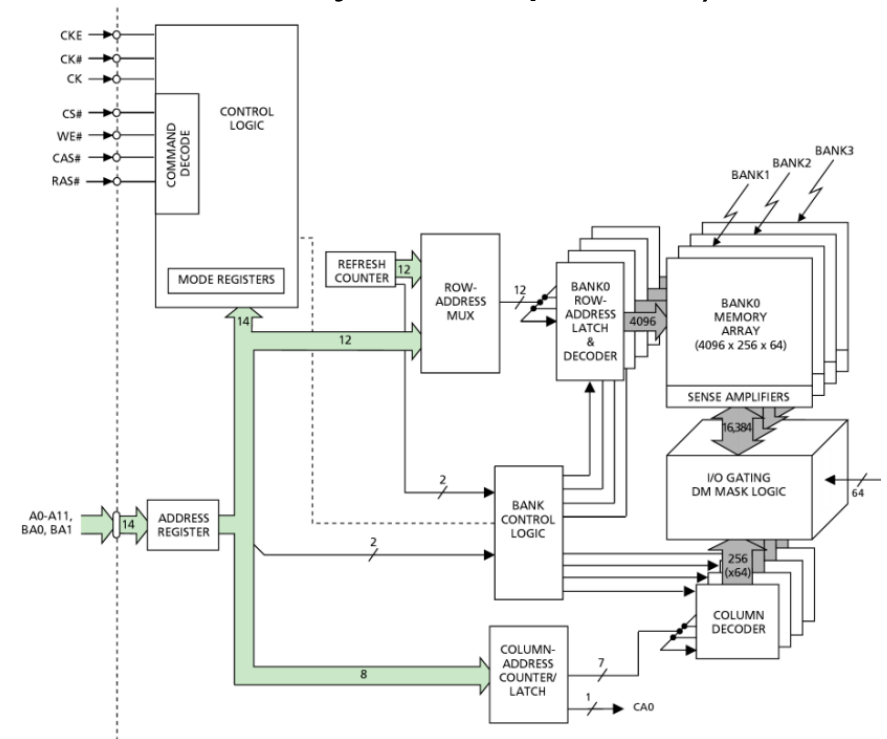 CKE
CK#
CK
CS#
WE#
CAS#
RAS#
COMMAND
DECODE
CONTROL
LOGIC
MODE REGISTERS
BANK3
BANK2
BANK1
REFRESH
COUNTER
12
ROW-
ADDRESS
MUX
12
BANK0
ROW-
ADDRESS
LATCH
&
DECODER
4096
BANK0
MEMORY
ARRAY
(4096 x 256 x 64)
SENSE AMPLIFIERS
14
12
16,384
I/O GATING
DM MASK LOGIC
64
2
BANK
CONTROL
LOGIC
A0-A11,
BA0, BA1
14
ADDRESS
REGISTER
2
256
(x64)
COLUMN
DECODER
COLUMN-
ADDRESS
COUNTER/
LATCH
8
7
1
CA0